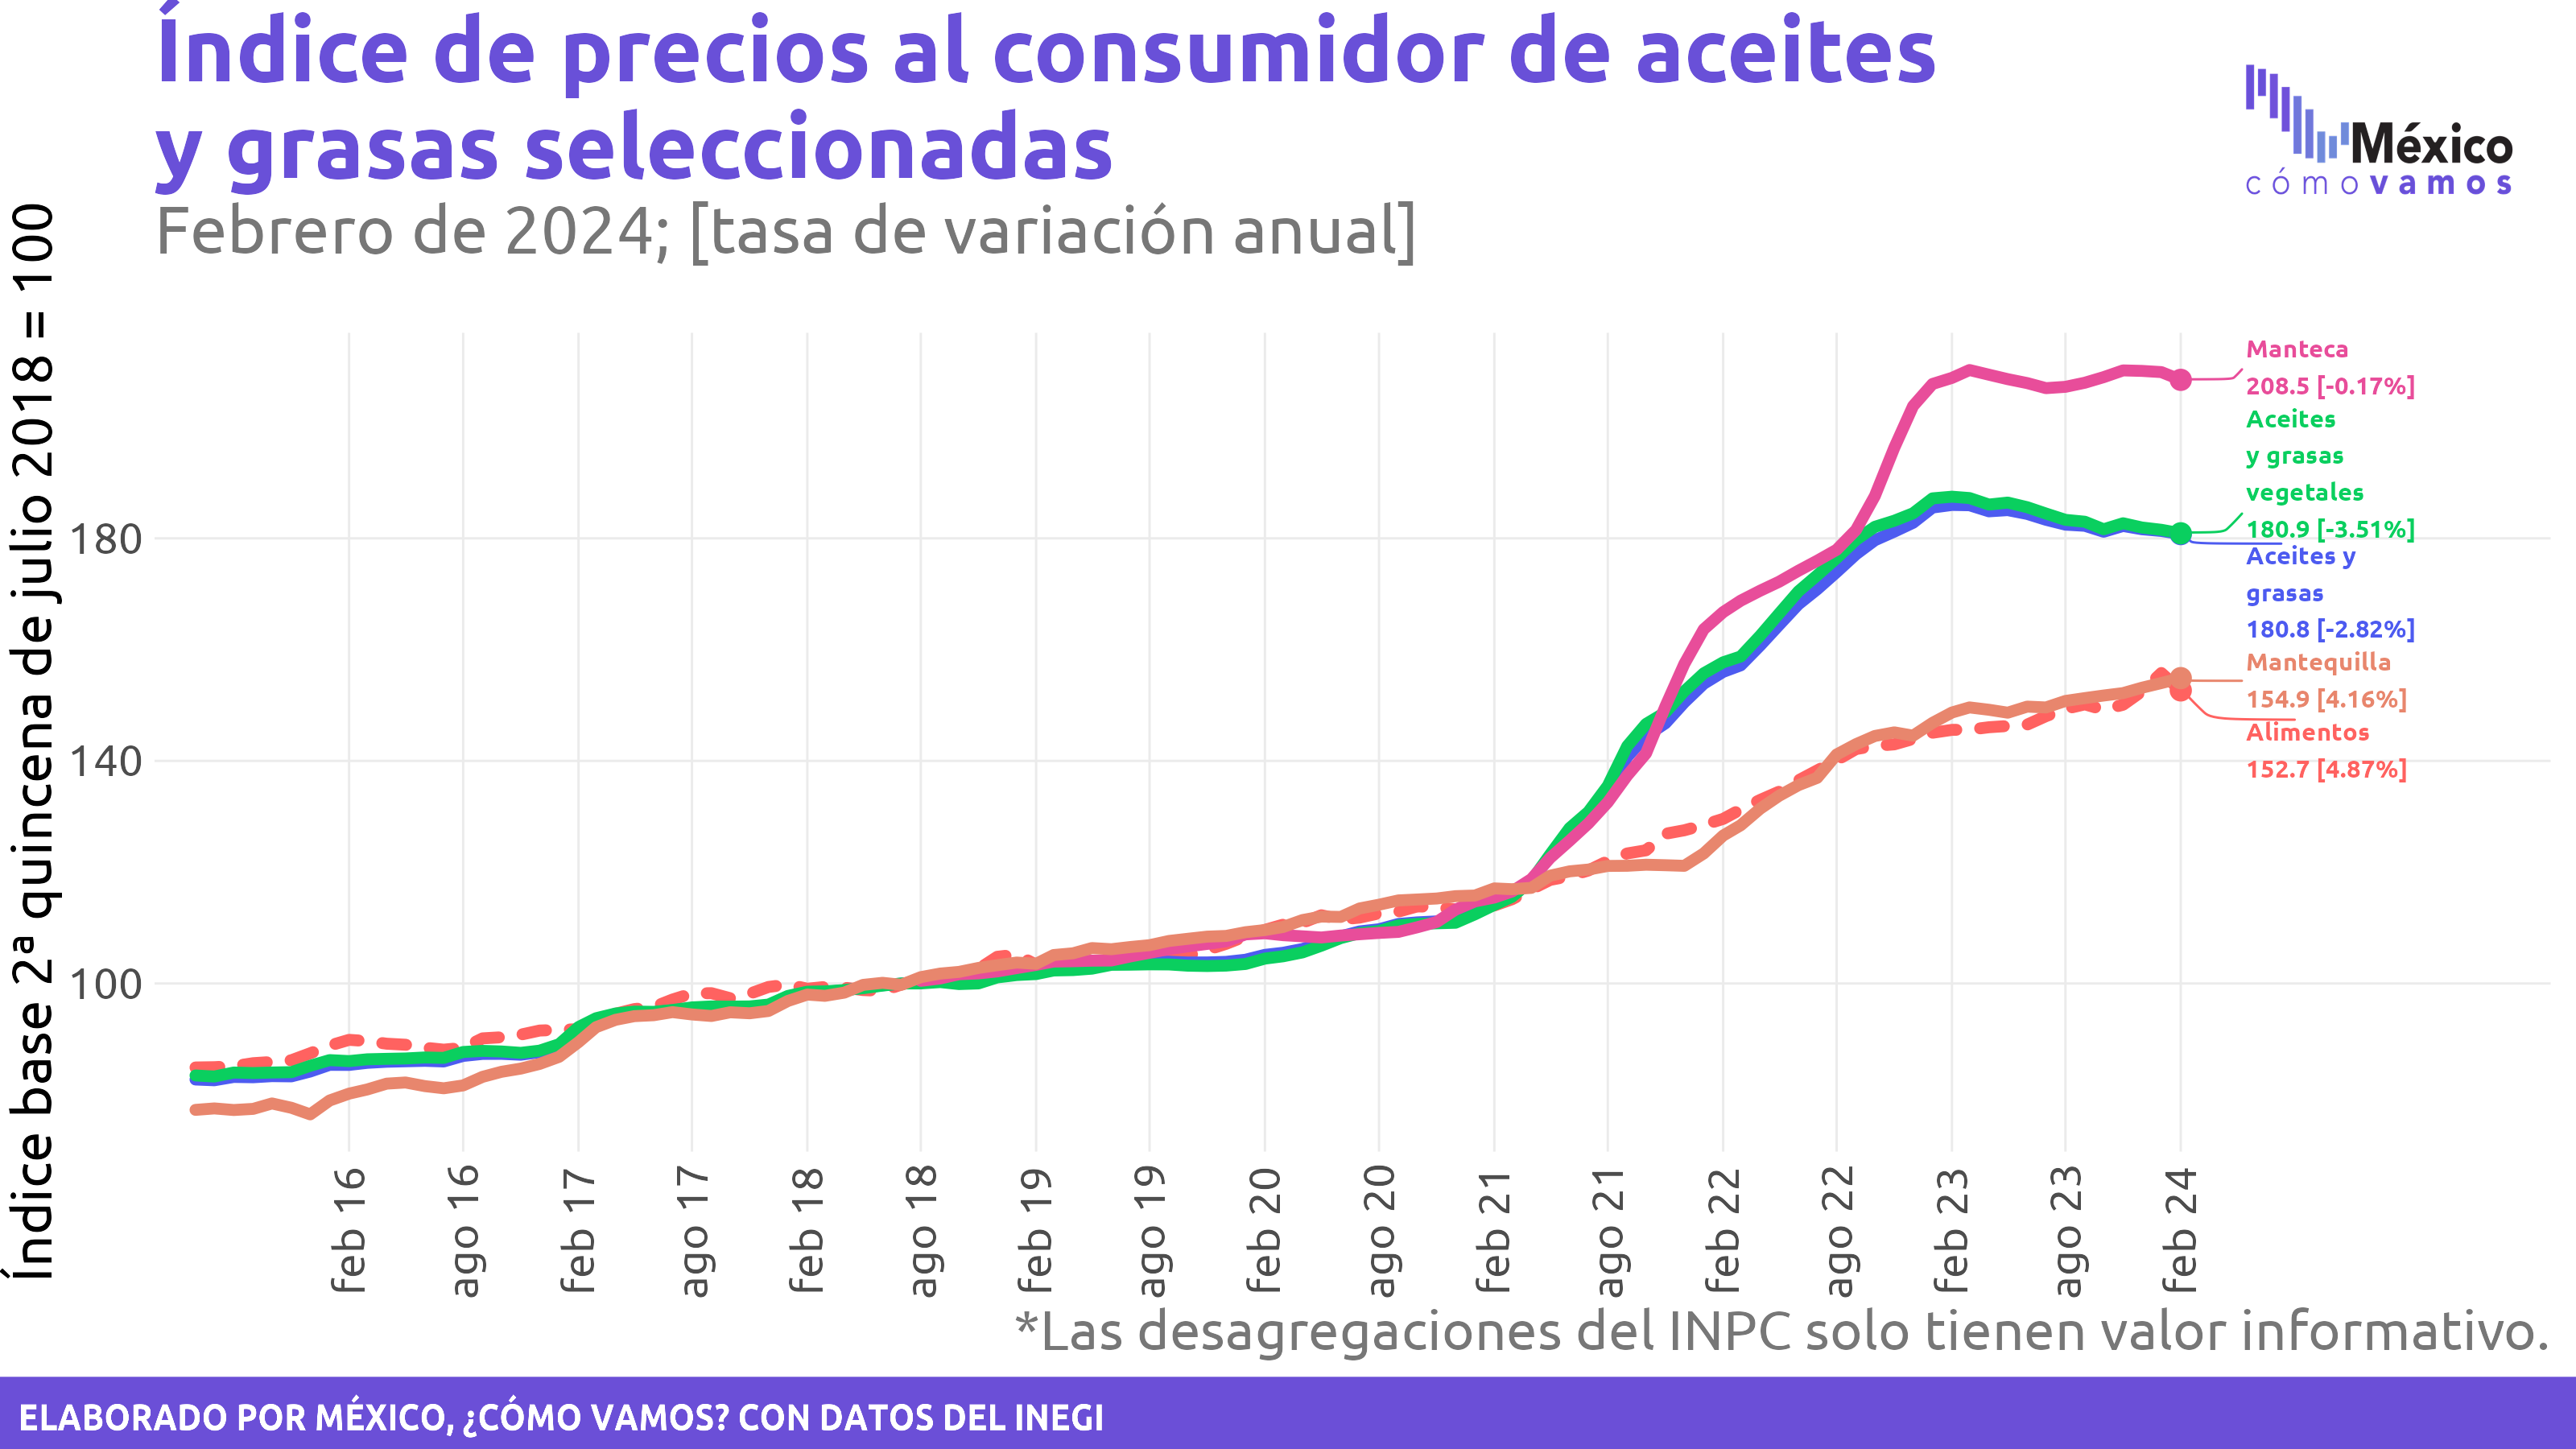 Índice de precios al consumidor de aceites
y grasas seleccionadas
Febrero de 2024; [tasa de variación anual]
México
cómo vamos
Índice base 2ª quincena de julio 2018 = 100
180
140
100
Manteca
208.5 [-0.17%]
Aceites
y grasas
vegetales
180.9 [-3.51%]
Aceites y
grasas
180.8 [-2.82%]
Mantequilla
154.9 [4.16%]
Alimentos
152.7 [4.87%]
feb 16
ago 16
feb 17
ago 17
feb 18
ago 18
feb 19
ago 19
feb 20
ago 20
feb 21
ago 21
feb 22
ago 22
feb 23
ago 23
feb 24
*Las desagregaciones del INPC solo tienen valor informativo.
ELABORADO POR MÉXICO, ¿CÓMO VAMOS? CON DATOS DEL INEGI